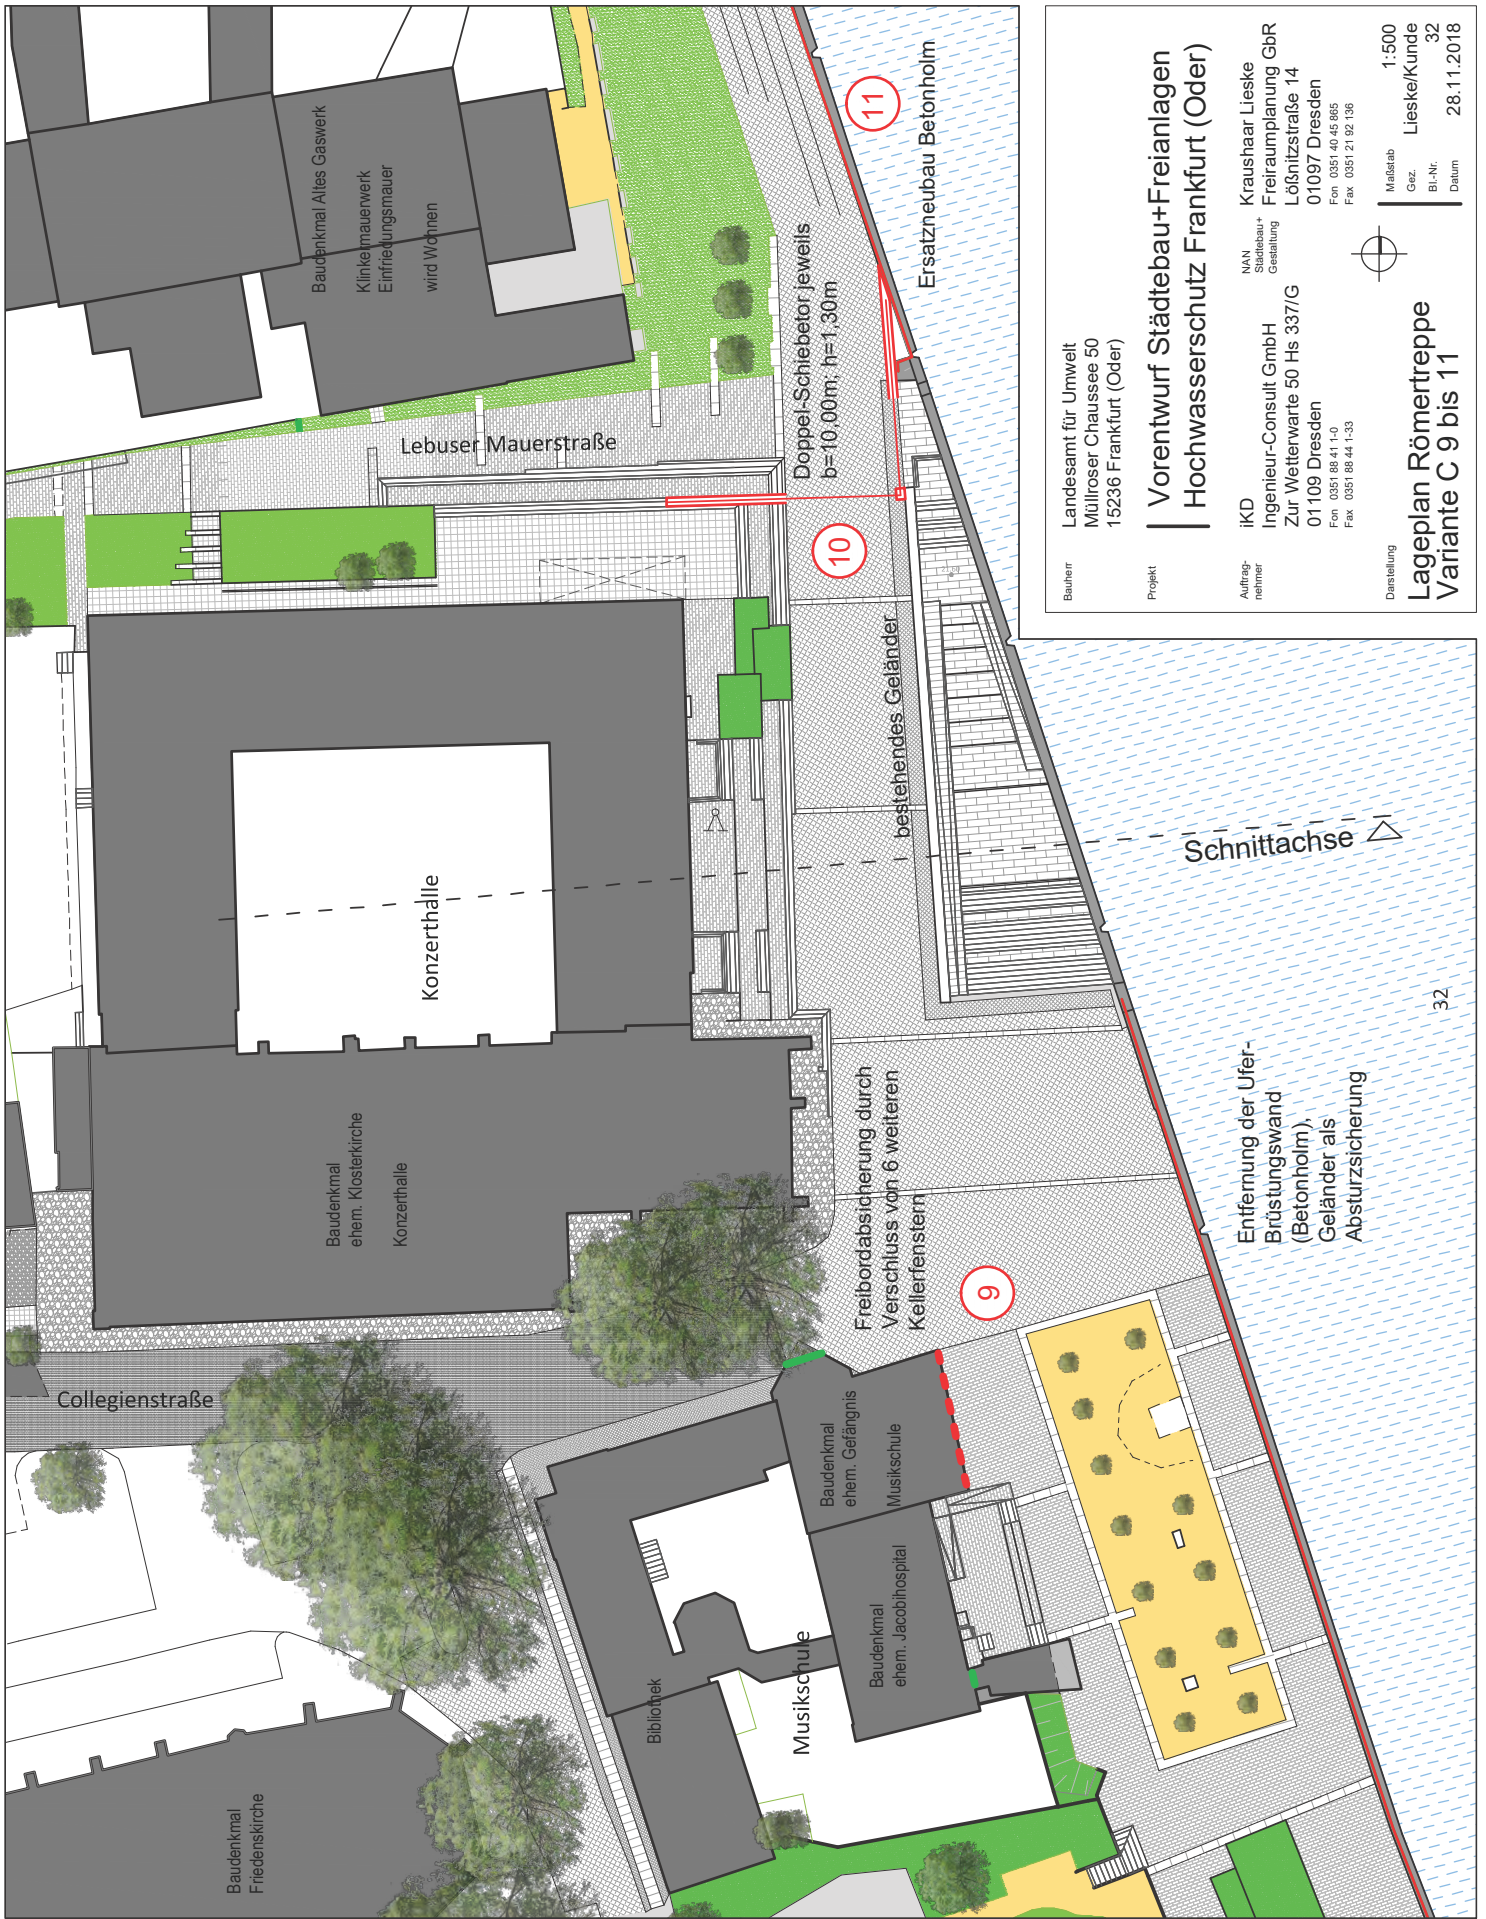 Baudenkmal Altes Gaswerk
Klinkermauerwerk
Einfriedungsmauer
wird Wohnen
Lebuser Mauerstraße
Doppel-Schiebetor jeweils
b=10,00m; h=1,30m
11
Ersatzneubau Betonholm
10
bestehendes Geländer
Konzerthalle
Schnittachse
Baudenkmal
ehem. Klosterkirche
Konzerthalle
Collegienstraße
Freibordabsicherung durch
Verschluss von 6 weiteren
Kellerfenstern
9
Entfernung der Ufer-
Brüstungswand
(Betonholm),
Geländer als
Absturzsicherung
32
Baudenkmal
ehem. Gefängnis
Musikschule
Baudenkmal
ehem. Jacobihospital
Musikschule
Bibliothek
Baudenkmal
Friedenskirche
Bauherr
Landesamt für Umwelt
Müllroser Chaussee 50
15236 Frankfurt (Oder)
Projekt
Vorentwurf Städtebau+Freianlagen
Hochwasserschutz Frankfurt (Oder)
Auftrag-
nehmer
iKD
Ingenieur-Consult GmbH
Zur Wetterwarte 50 Hs 337/G
01109 Dresden
Fon 0351 88 41 1-0
Fax 0351 88 44 1-33
NAN
Städtebau+
Gestaltung
Kraushaar Lieske
Freiraumplanung GbR
Lößnitzstraße 14
01097 Dresden
Fon 0351 40 45 865
Fax 0351 21 92 136
Darstellung
Lageplan Römertreppe
Variante C 9 bis 11
Maßstab 1:500
Gez. Lieske/Kunde
Bl.-Nr. 32
Datum 28.11.2018